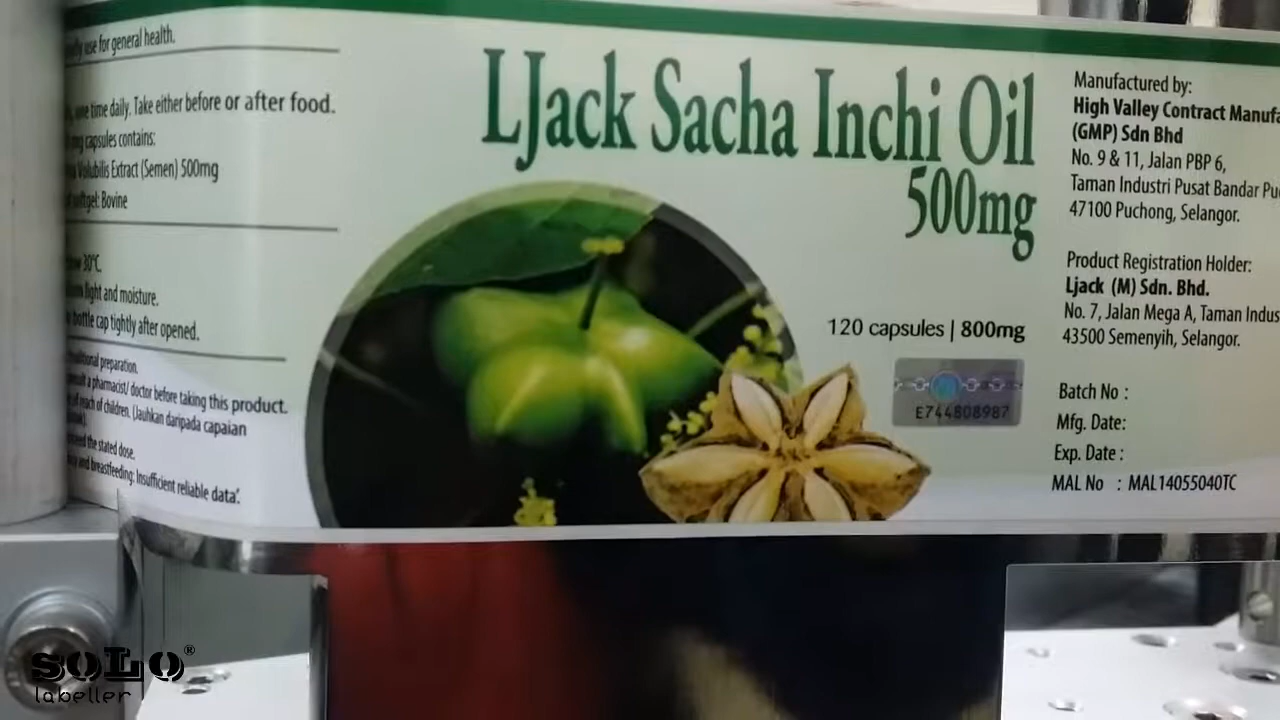 use for general health.
time daily. Take either before or after food.
mg capsules contains:
Volubilis Extract (Semen) 500mg
softgel: Bovine
30°C
light and moisture.
bottle cap tightly after opened.
traditional preparation.
a pharmacist/ doctor before taking this product.
of reach of children. (Jauhkan daripada capaian
the stated dose.
and breastfeeding: Insufficient reliable data'.
LJack Sacha Inchi Oil
500mg
120 capsules | 800mg
E744808987
Manufactured by:
High Valley Contract
(GMP) Sdn Bhd
No. 9 & 11, Jalan PBP 6,
Taman Industri Pusat Bandar
47100 Puchong, Selangor.
Product Registration Holder:
Ljack (M) Sdn. Bhd.
No. 7, Jalan Mega A, Taman
43500 Semenyih, Selangor.
Batch No :
Mfg. Date:
Exp. Date :
MAL No : MAL14055040TC
SOLO®
labeller